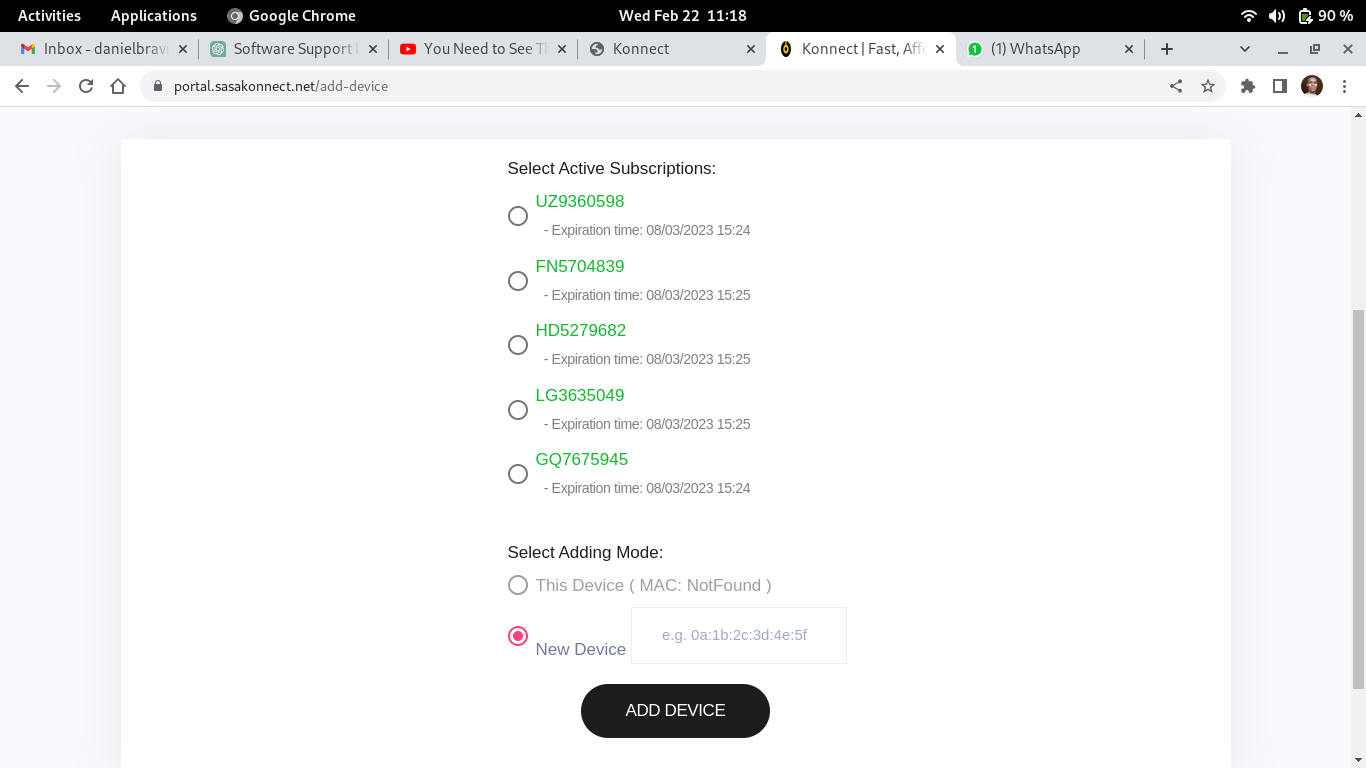 Activities Applications Google Chrome Wed Feb 22 11:18 90 %
Inbox - danielbravi Software Support You Need to See Th Konnect Konnect | Fast, Affo (1) WhatsApp
portal.sasakonnect.net/add-device
Select Active Subscriptions:
UZ9360598
- Expiration time: 08/03/2023 15:24
FN5704839
- Expiration time: 08/03/2023 15:25
HD5279682
- Expiration time: 08/03/2023 15:25
LG3635049
- Expiration time: 08/03/2023 15:25
GQ7675945
- Expiration time: 08/03/2023 15:24
Select Adding Mode:
This Device ( MAC: NotFound )
New Device e.g. 0a:1b:2c:3d:4e:5f
ADD DEVICE